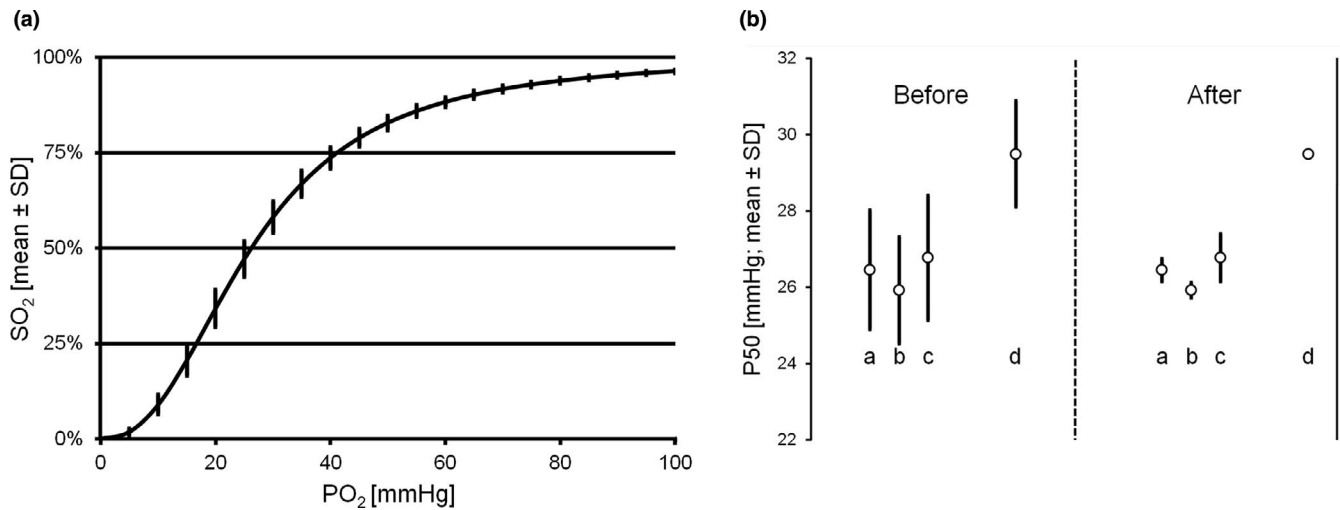 (a)
100%
75%
50%
25%
0%
SO2 [mean ± SD]
0 20 40 60 80 100
PO2 [mmHg]
(b)
32
30
28
26
24
22
P50 [mmHg; mean ± SD]
Before After
a b c d a b c d